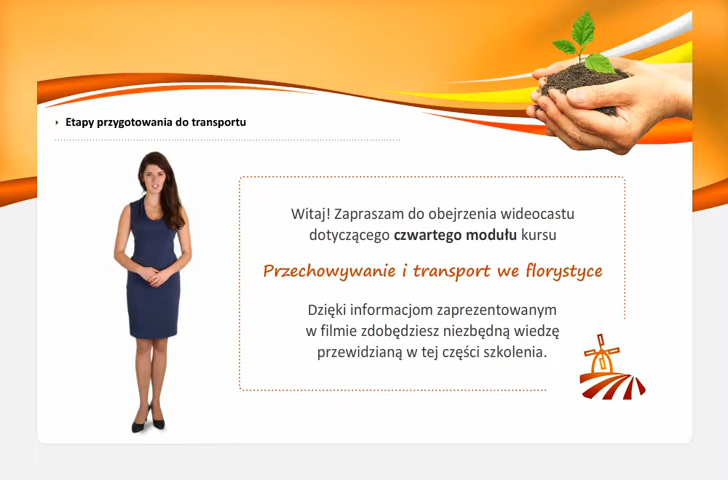 Etapy przygotowania do transportu
Witaj! Zapraszam do obejrzenia wideocastu
dotyczącego czwartego modułu kursu
Przechowywanie i transport we florystyce
Dzięki informacjom zaprezentowanym
w filmie zdobędziesz niezbędną wiedzę
przewidzianą w tej części szkolenia.